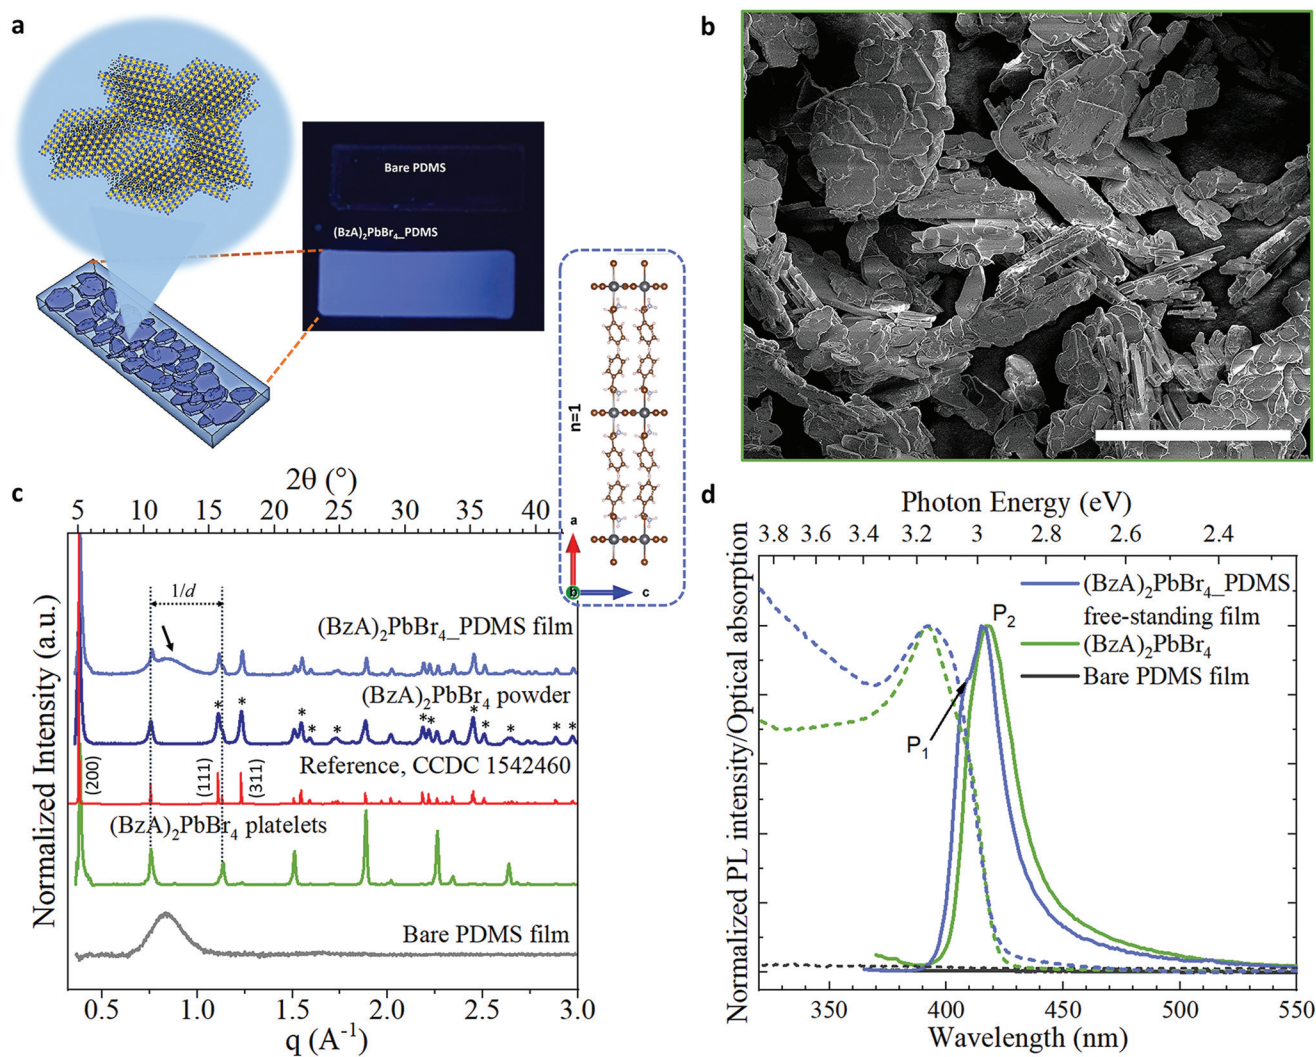 a
Bare PDMS
(BzA)₂PbBr₄_PDMS
n=1
a
b
c
b
c
2θ (°)
5 10 15 20 25 30 35 40
1/d
(BzA)₂PbBr₄_PDMS film
(BzA)₂PbBr₄ powder
* * * * * * * * * * *
Reference, CCDC 1542460
(200)
(111)
(311)
(BzA)₂PbBr₄ platelets
Bare PDMS film
Normalized Intensity (a.u.)
0.5 1.0 1.5 2.0 2.5 3.0
q (A⁻¹)
d
Photon Energy (eV)
3.8 3.6 3.4 3.2 3 2.8 2.6 2.4
(BzA)₂PbBr₄_PDMS
free-standing film
(BzA)₂PbBr₄
Bare PDMS film
P₂
P₁
Normalized PL intensity/Optical absorption
350 400 450 500 550
Wavelength (nm)